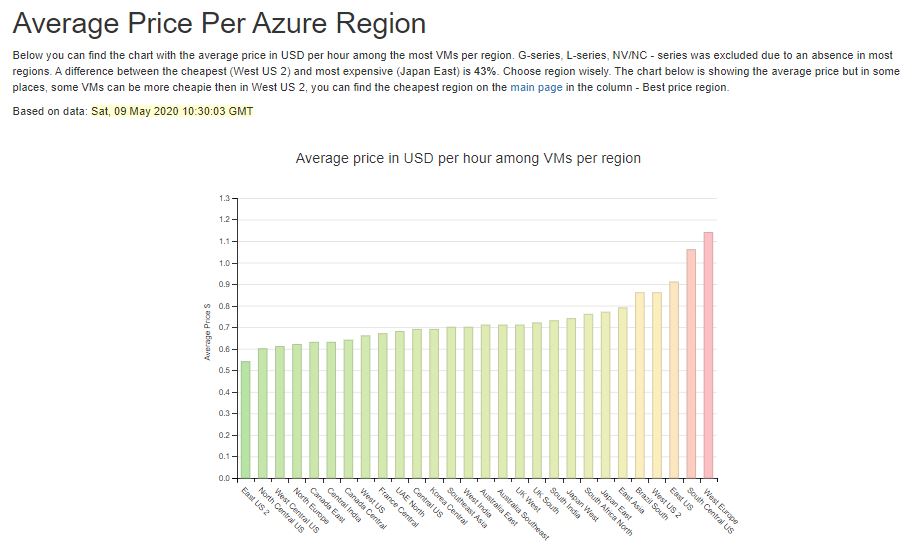 Average Price Per Azure Region
Below you can find the chart with the average price in USD per hour among the most VMs per region. G-series, L-series, NV/NC - series was excluded due to an absence in most
regions. A difference between the cheapest (West US 2) and most expensive (Japan East) is 43%. Choose region wisely. The chart below is showing the average price but in some
places, some VMs can be more cheapie then in West US 2, you can find the cheapest region on the main page in the column - Best price region.
Based on data: Sat, 09 May 2020 10:30:03 GMT
Average price in USD per hour among VMs per region
Average Price $
1.3
1.2
1.1
1.0
0.9
0.8
0.7
0.6
0.5
0.4
0.3
0.2
0.1
0.0
East US 2
North Central US
West Central US
North Europe
Canada East
Central India
Canada Central
West US
France Central
UAE North
Central US
Korea Central
Southeast Asia
West India
Australia East
Australia Southeast
UK West
UK South
South India
Japan West
South Africa North
Japan East
East Asia
Brazil South
West US 2
East US
South Central US
West Europe